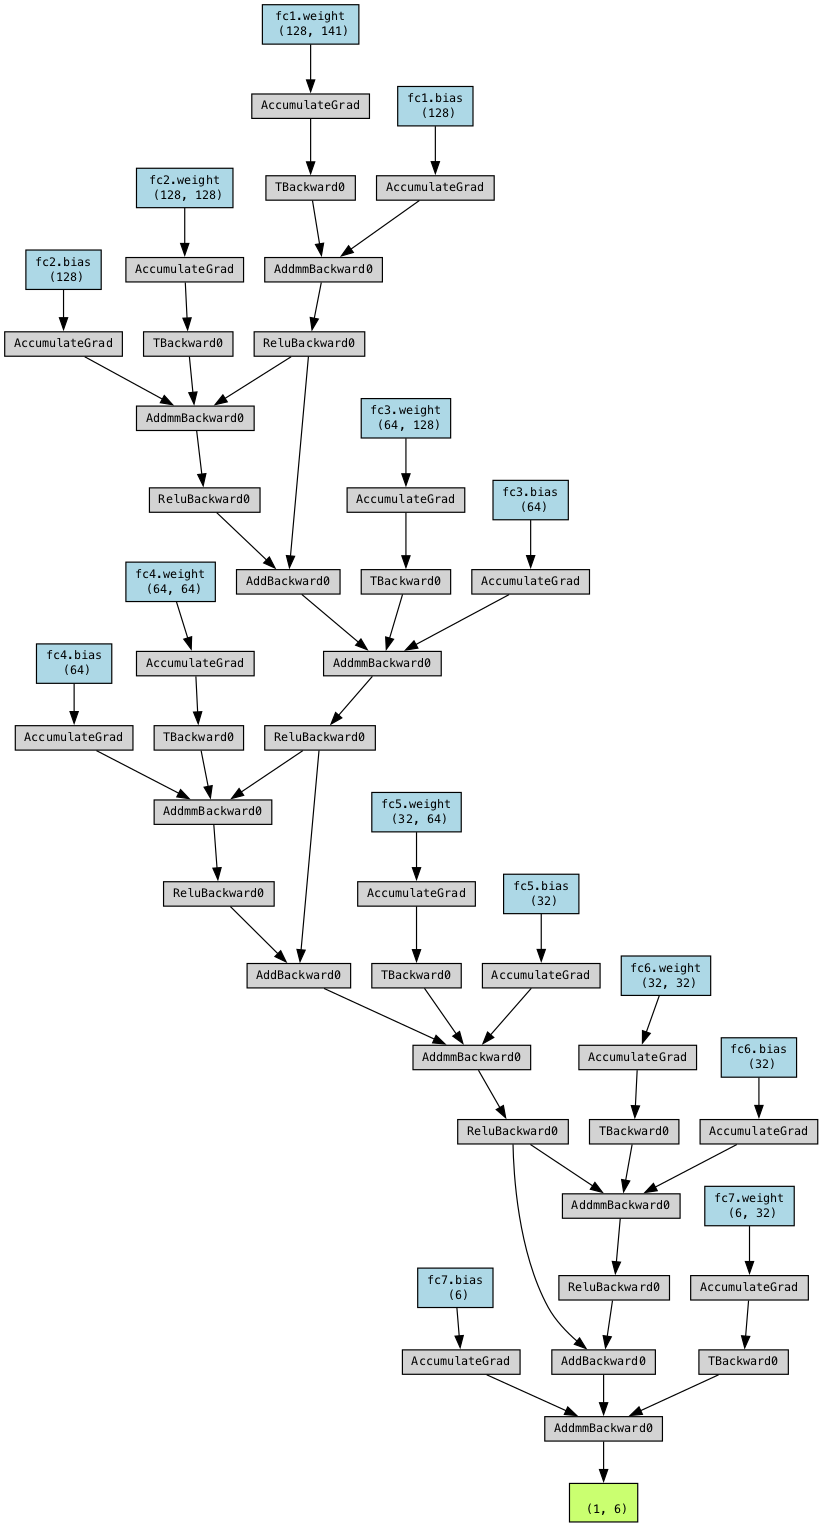 fc1.weight
(128, 141)
AccumulateGrad
fc1.bias
(128)
fc2.weight
(128, 128)
TBackward0
AccumulateGrad
fc2.bias
(128)
AccumulateGrad
AddmmBackward0
AccumulateGrad
TBackward0
ReluBackward0
AddmmBackward0
fc3.weight
(64, 128)
ReluBackward0
AccumulateGrad
fc3.bias
(64)
fc4.weight
(64, 64)
AddBackward0
TBackward0
AccumulateGrad
fc4.bias
(64)
AccumulateGrad
AddmmBackward0
AccumulateGrad
TBackward0
ReluBackward0
AddmmBackward0
fc5.weight
(32, 64)
ReluBackward0
AccumulateGrad
fc5.bias
(32)
AddBackward0
TBackward0
AccumulateGrad
fc6.weight
(32, 32)
AddmmBackward0
AccumulateGrad
fc6.bias
(32)
ReluBackward0
TBackward0
AccumulateGrad
AddmmBackward0
fc7.weight
(6, 32)
fc7.bias
(6)
ReluBackward0
AccumulateGrad
AccumulateGrad
AddBackward0
TBackward0
AddmmBackward0
(1, 6)